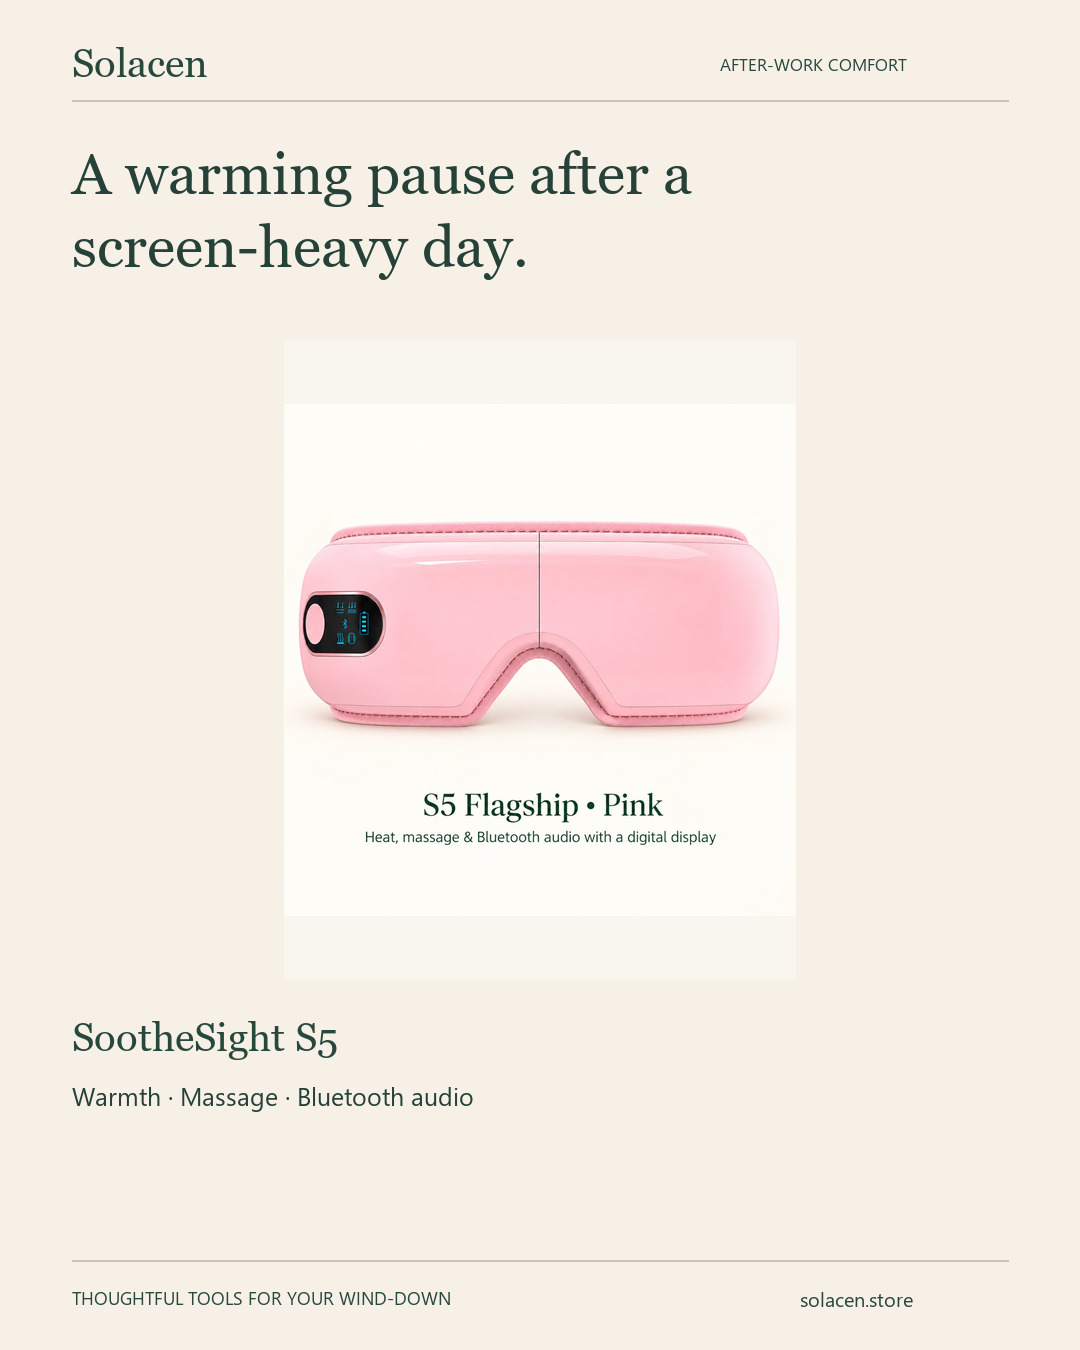 Solacen
AFTER-WORK COMFORT
A warming pause after a
screen-heavy day.
S5 Flagship • Pink
Heat, massage & Bluetooth audio with a digital display
SootheSight S5
Warmth · Massage · Bluetooth audio
THOUGHTFUL TOOLS FOR YOUR WIND-DOWN
solacen.store